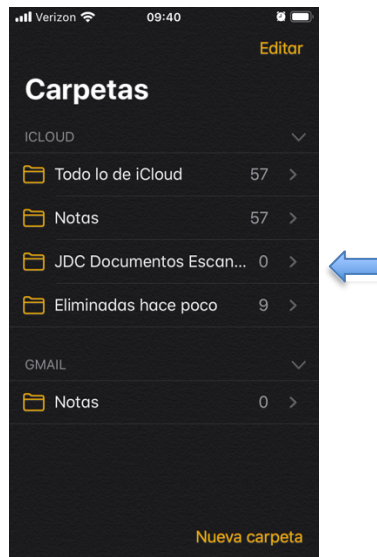 Verizon 09:40
Editar
Carpetas
ICLOUD
Todo lo de iCloud 57
Notas 57
JDC Documentos Escan... 0
Eliminadas hace poco 9
GMAIL
Notas 0
Nueva carpeta